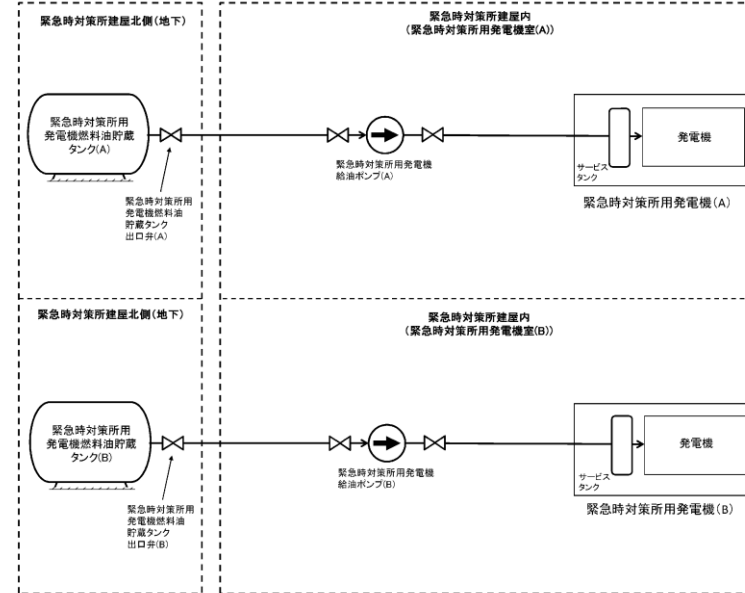 緊急時対策所建屋北側(地下)
緊急時対策所建屋内
(緊急時対策所用発電機室(A))
緊急時対策所用
発電機燃料油貯蔵
タンク(A)
緊急時対策所用
発電機燃料油
貯蔵タンク
出口弁(A)
緊急時対策所用発電機
給油ポンプ(A)
サービス
タンク
発電機
緊急時対策所用発電機(A)
緊急時対策所建屋北側(地下)
緊急時対策所建屋内
(緊急時対策所用発電機室(B))
緊急時対策所用
発電機燃料油貯蔵
タンク(B)
緊急時対策所用
発電機燃料油
貯蔵タンク
出口弁(B)
緊急時対策所用発電機
給油ポンプ(B)
サービス
タンク
発電機
緊急時対策所用発電機(B)